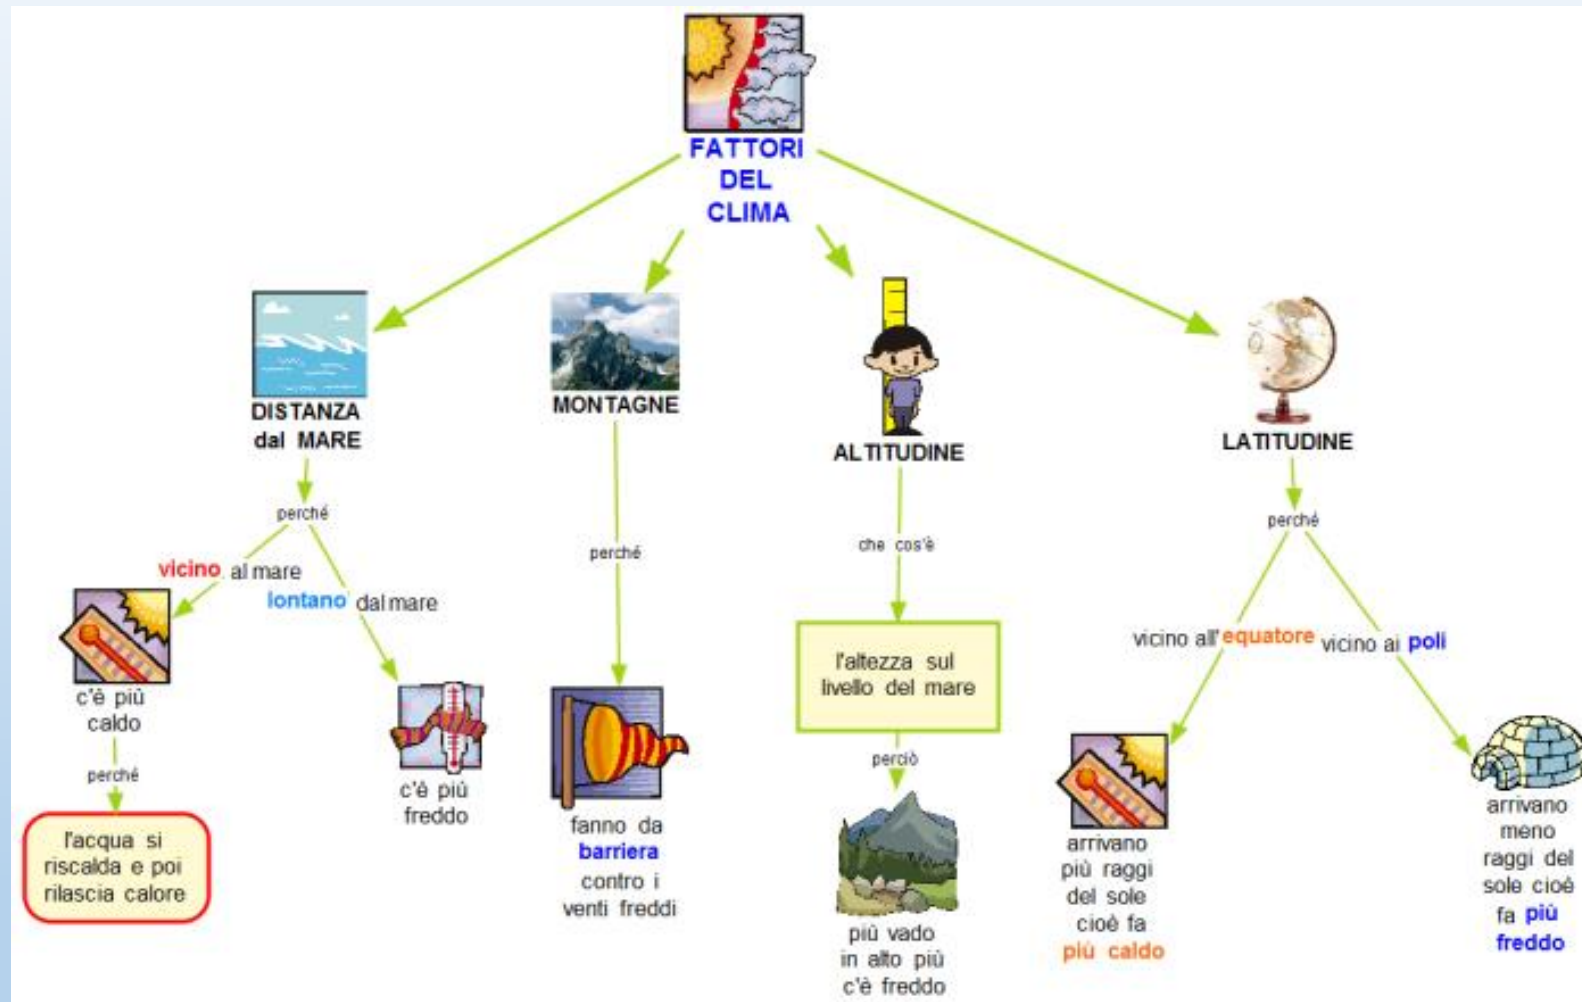 FATTORI
DEL
CLIMA
DISTANZA
dal MARE
perché
vicino al mare
lontano dal mare
c'è più
caldo
perché
l'acqua si
riscalda e poi
rilascia calore
c'è più
freddo
MONTAGNE
perché
fanno da
barriera
contro i
venti freddi
ALTITUDINE
che cos'è
l'altezza sul
livello del mare
perciò
più vado
in alto più
c'è freddo
LATITUDINE
perché
vicino all'equatore
vicino ai poli
arrivano
più raggi
del sole
cioè fa
più caldo
arrivano
meno
raggi del
sole cioè
fa più
freddo